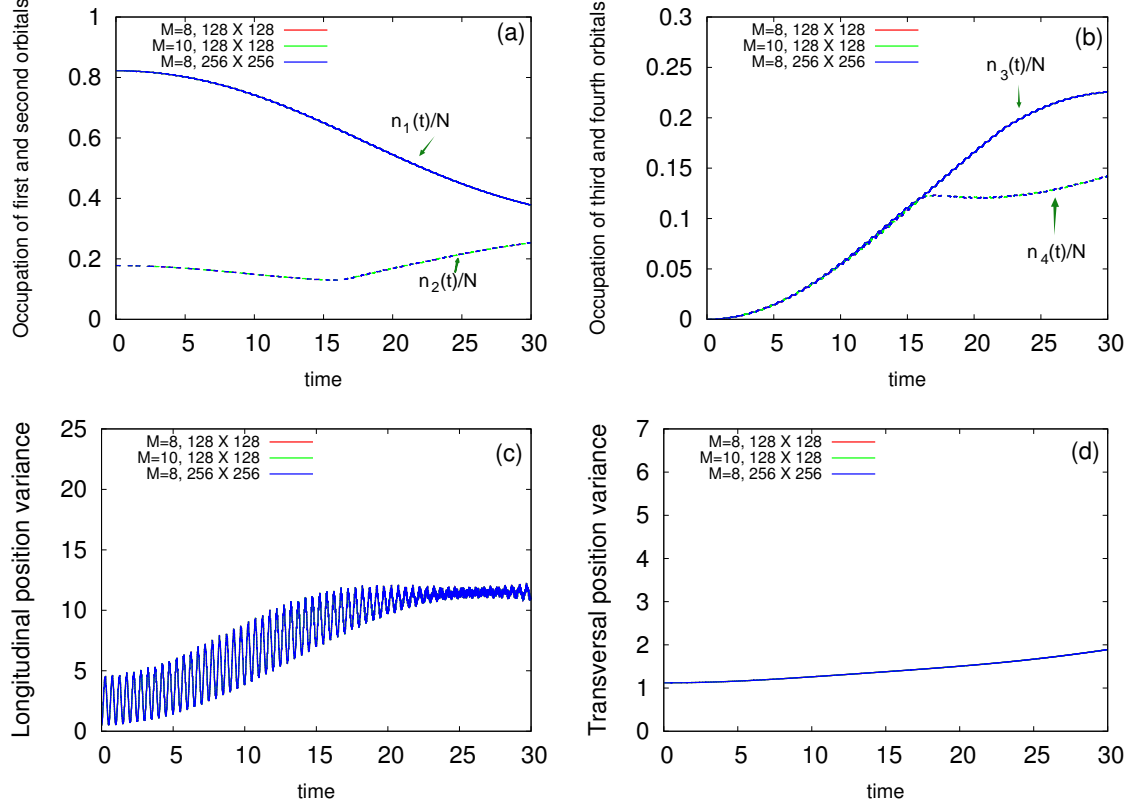 Occupation of first and second orbitals
1
0.8
0.6
0.4
0.2
0
M=8, 128 X 128
M=10, 128 X 128
M=8, 256 X 256
(a)
n1(t)/N
n2(t)/N
0 5 10 15 20 25 30
time
Occupation of third and fourth orbitals
0.3
0.25
0.2
0.15
0.1
0.05
0
M=8, 128 X 128
M=10, 128 X 128
M=8, 256 X 256
(b)
n3(t)/N
n4(t)/N
0 5 10 15 20 25 30
time
Longitudinal position variance
25
20
15
10
5
0
M=8, 128 X 128
M=10, 128 X 128
M=8, 256 X 256
(c)
0 5 10 15 20 25 30
time
Transversal position variance
7
6
5
4
3
2
1
0
M=8, 128 X 128
M=10, 128 X 128
M=8, 256 X 256
(d)
0 5 10 15 20 25 30
time